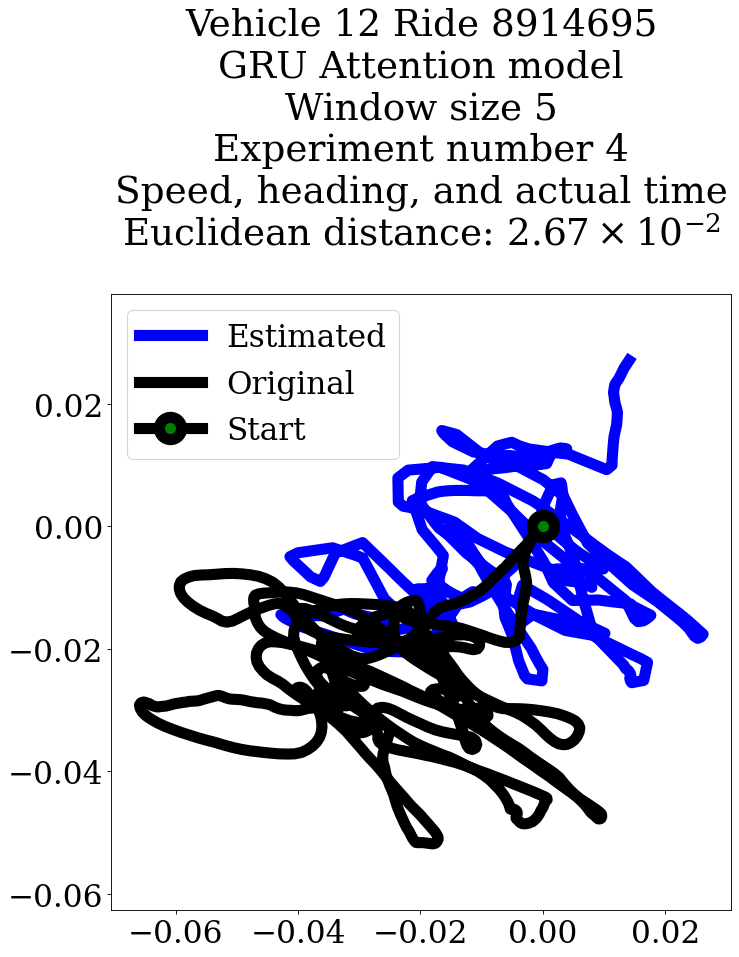 Vehicle 12 Ride 8914695
GRU Attention model
Window size 5
Experiment number 4
Speed, heading, and actual time
Euclidean distance: 2.67 × 10⁻²
Estimated
Original
Start
0.02
0.00
−0.02
−0.04
−0.06
−0.06 −0.04 −0.02 0.00 0.02